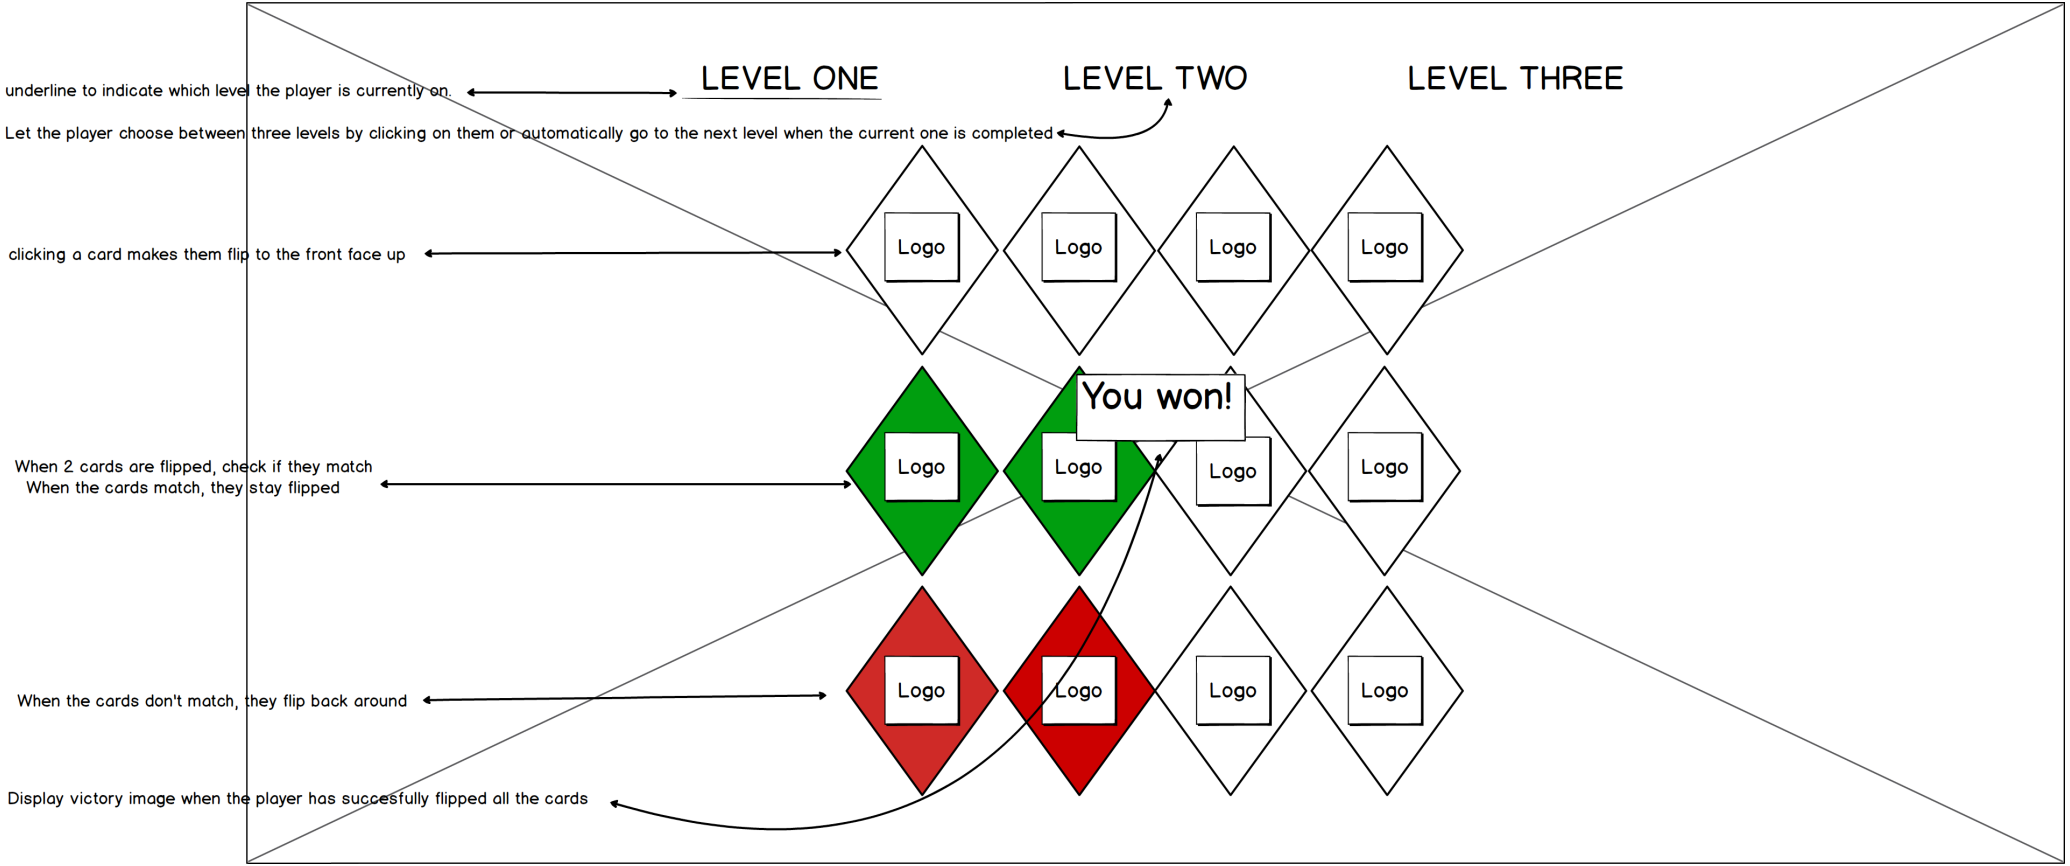 LEVEL ONE LEVEL TWO LEVEL THREE
underline to indicate which level the player is currently on.
Let the player choose between three levels by clicking on them or automatically go to the next level when the current one is completed
Logo Logo Logo Logo
clicking a card makes them flip to the front face up
You won!
When 2 cards are flipped, check if they match
When the cards match, they stay flipped
Logo Logo Logo Logo
When the cards don't match, they flip back around
Logo Logo Logo Logo
Display victory image when the player has succesfully flipped all the cards